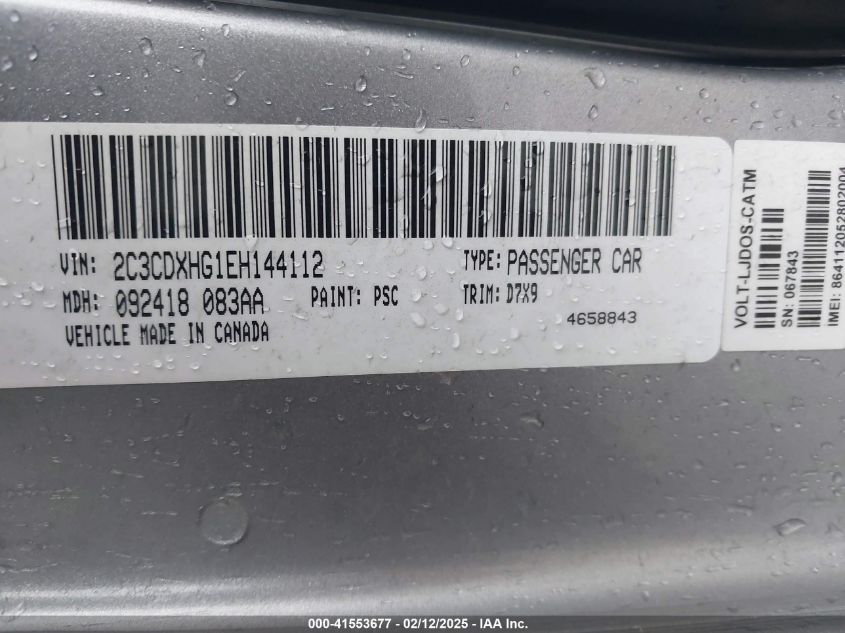 VIN: 2C3CDXHG1EH144112 TYPE: PASSENGER CAR
MDH: 092418 083AA PAINT: PSC TRIM: D7X9
VEHICLE MADE IN CANADA 4658843
VOLT-LJDOS-CATM
SN: 067843
IMEI: 864112052802004
000-41553677 - 02/12/2025 - IAA Inc.